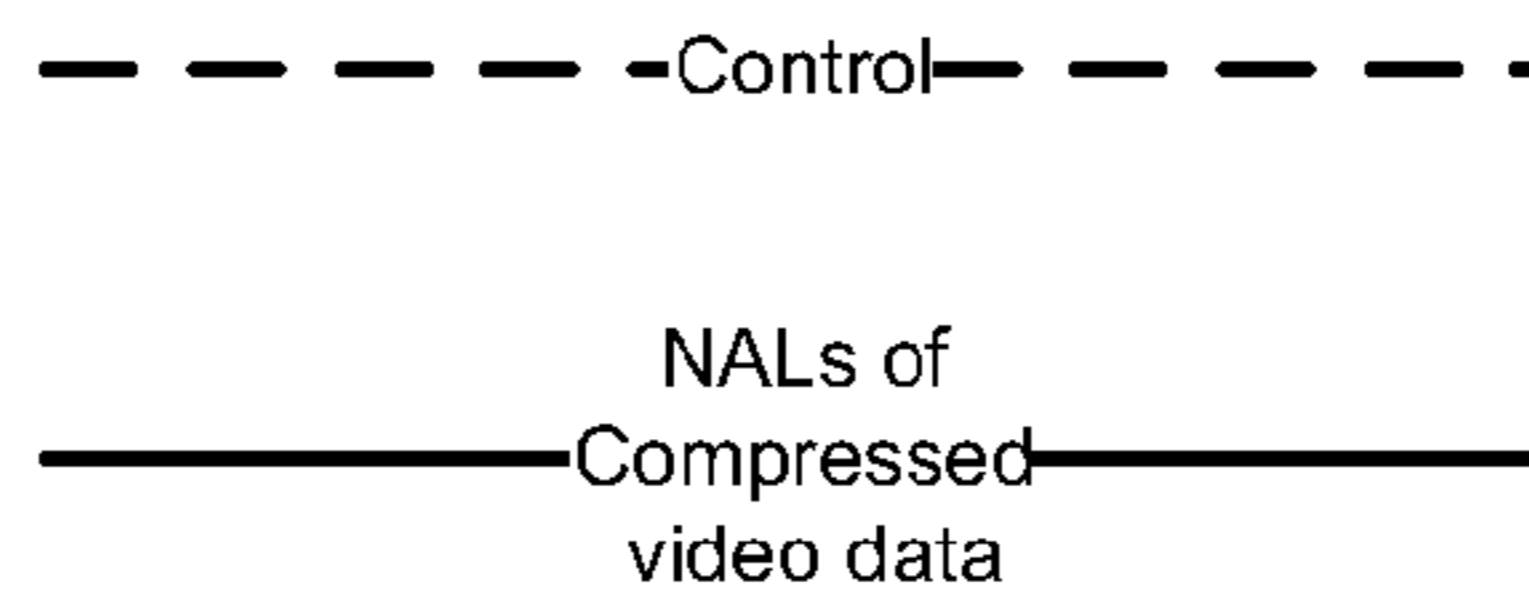 Control
NALs of
Compressed
video data